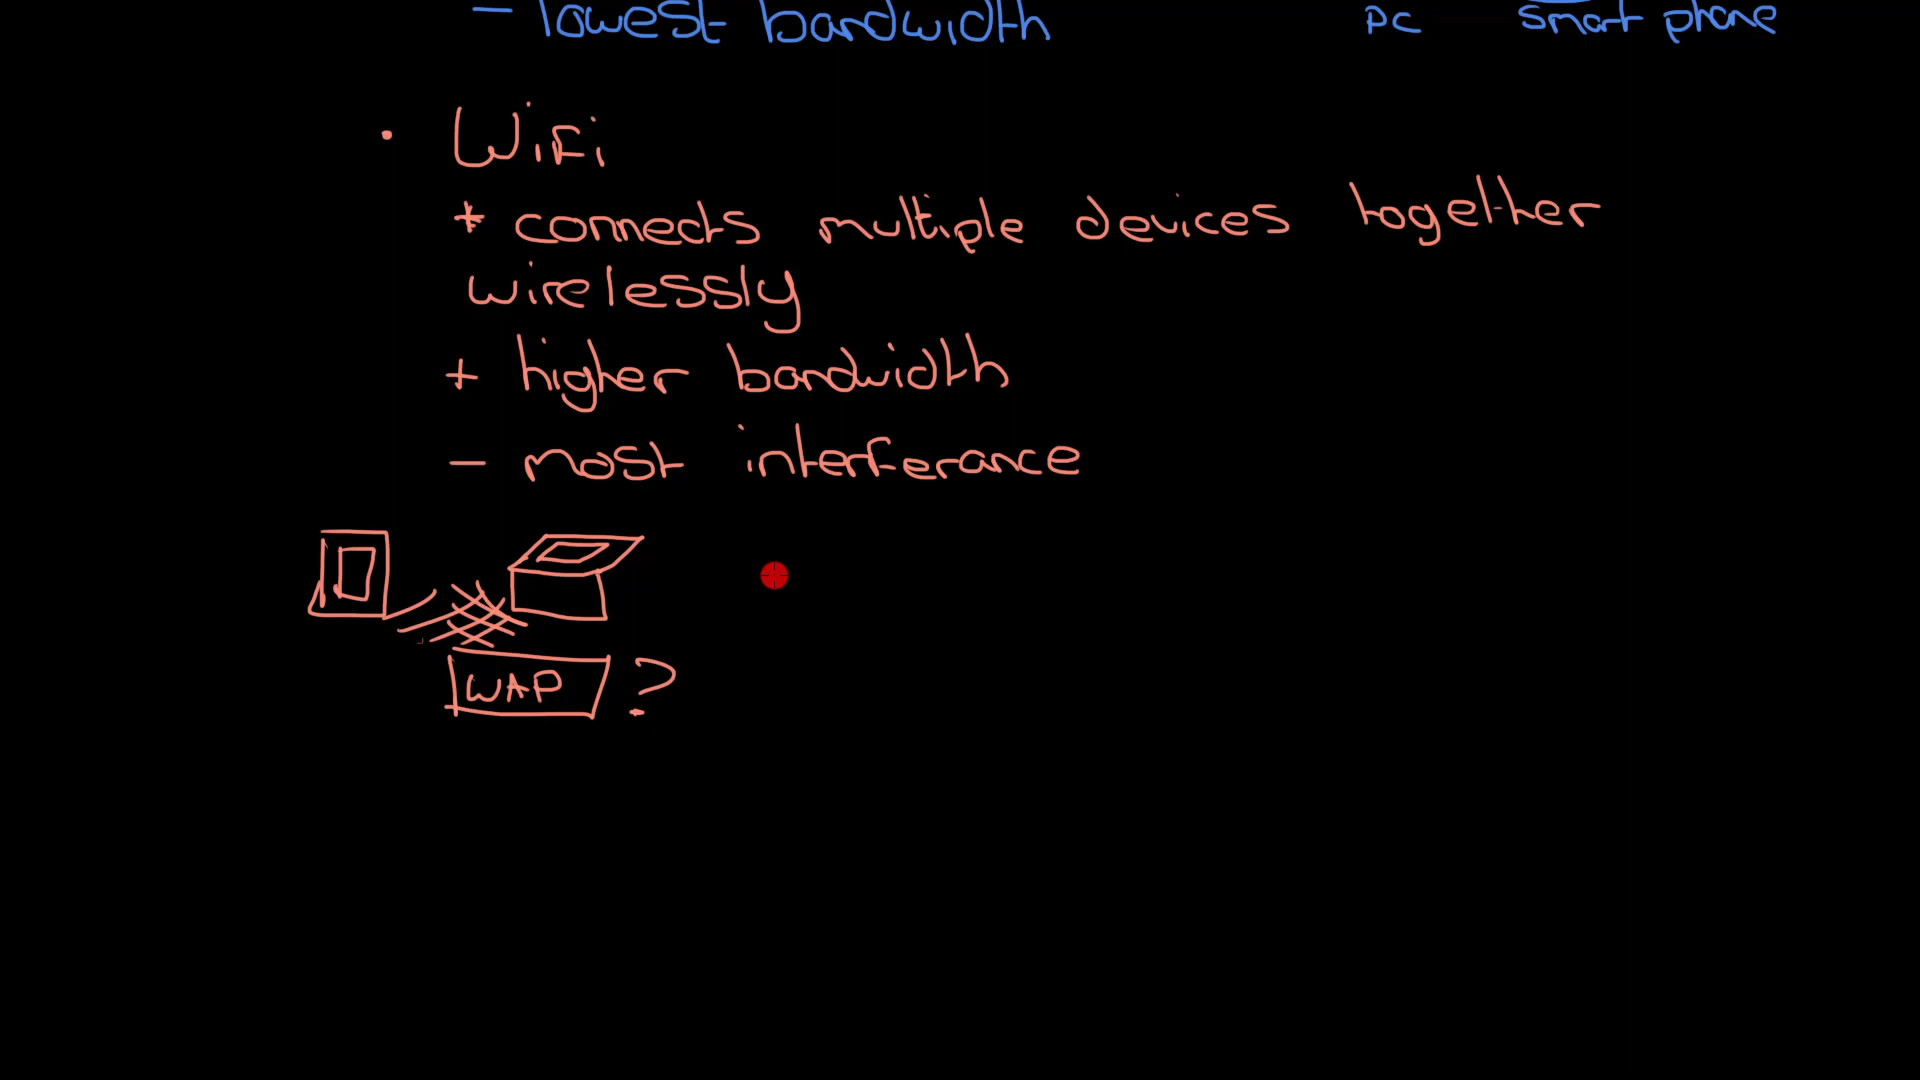 - lowest bandwidth PC smart phone
• WiFi
* connects multiple devices together
wirelessly
+ higher bandwidth
- most interferance
WAP ?